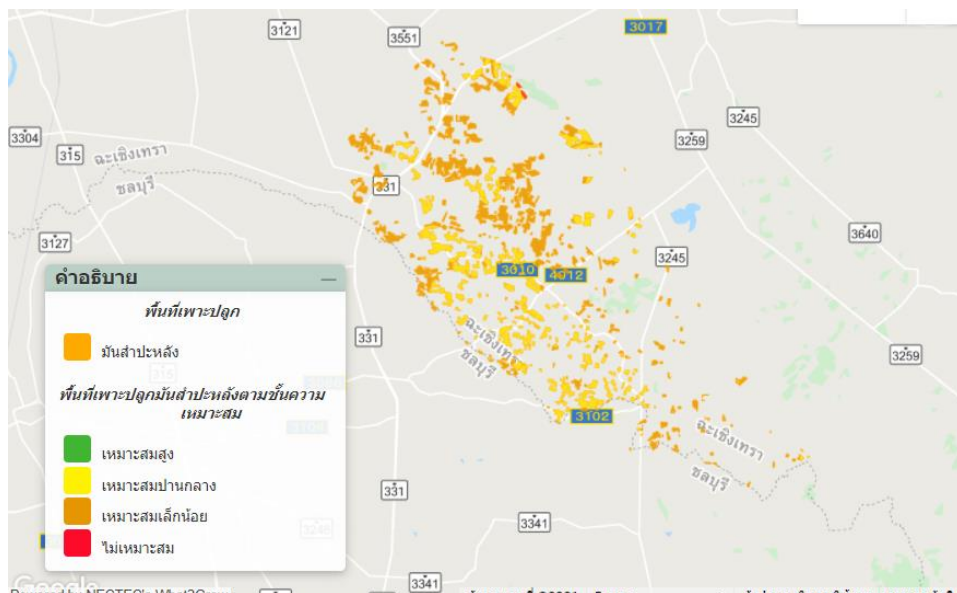 3121
3551
3017
3304
315
ฉะเชิงเทรา
ชลบุรี
331
3245
3259
3127
3640
3010
4012
3245
คำอธิบาย
พื้นที่เพาะปลูก
มันสำปะหลัง
พื้นที่เพาะปลูกมันสำปะหลังตามชั้นความ
เหมาะสม
เหมาะสมสูง
เหมาะสมปานกลาง
เหมาะสมเล็กน้อย
ไม่เหมาะสม
331
ฉะเชิงเทรา
ชลบุรี
3259
3102
ฉะเชิงเทรา
ชลบุรี
331
3341
3341
Google
Powered by NECTEC's What2Grow